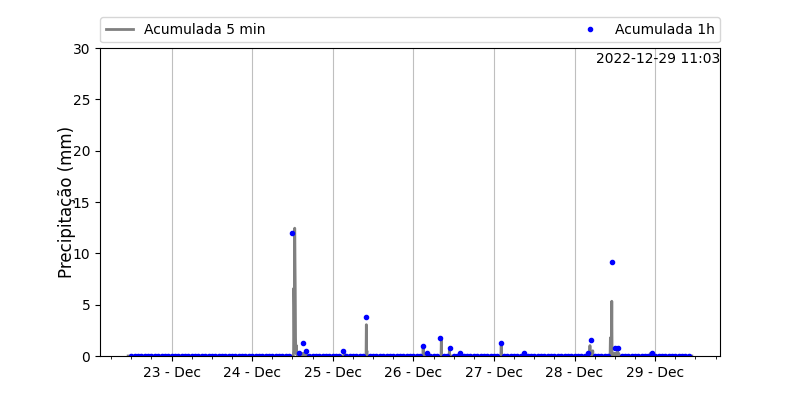 Acumulada 5 min
Acumulada 1h
2022-12-29 11:03
Precipitação (mm)
30
25
20
15
10
5
0
23 - Dec
24 - Dec
25 - Dec
26 - Dec
27 - Dec
28 - Dec
29 - Dec